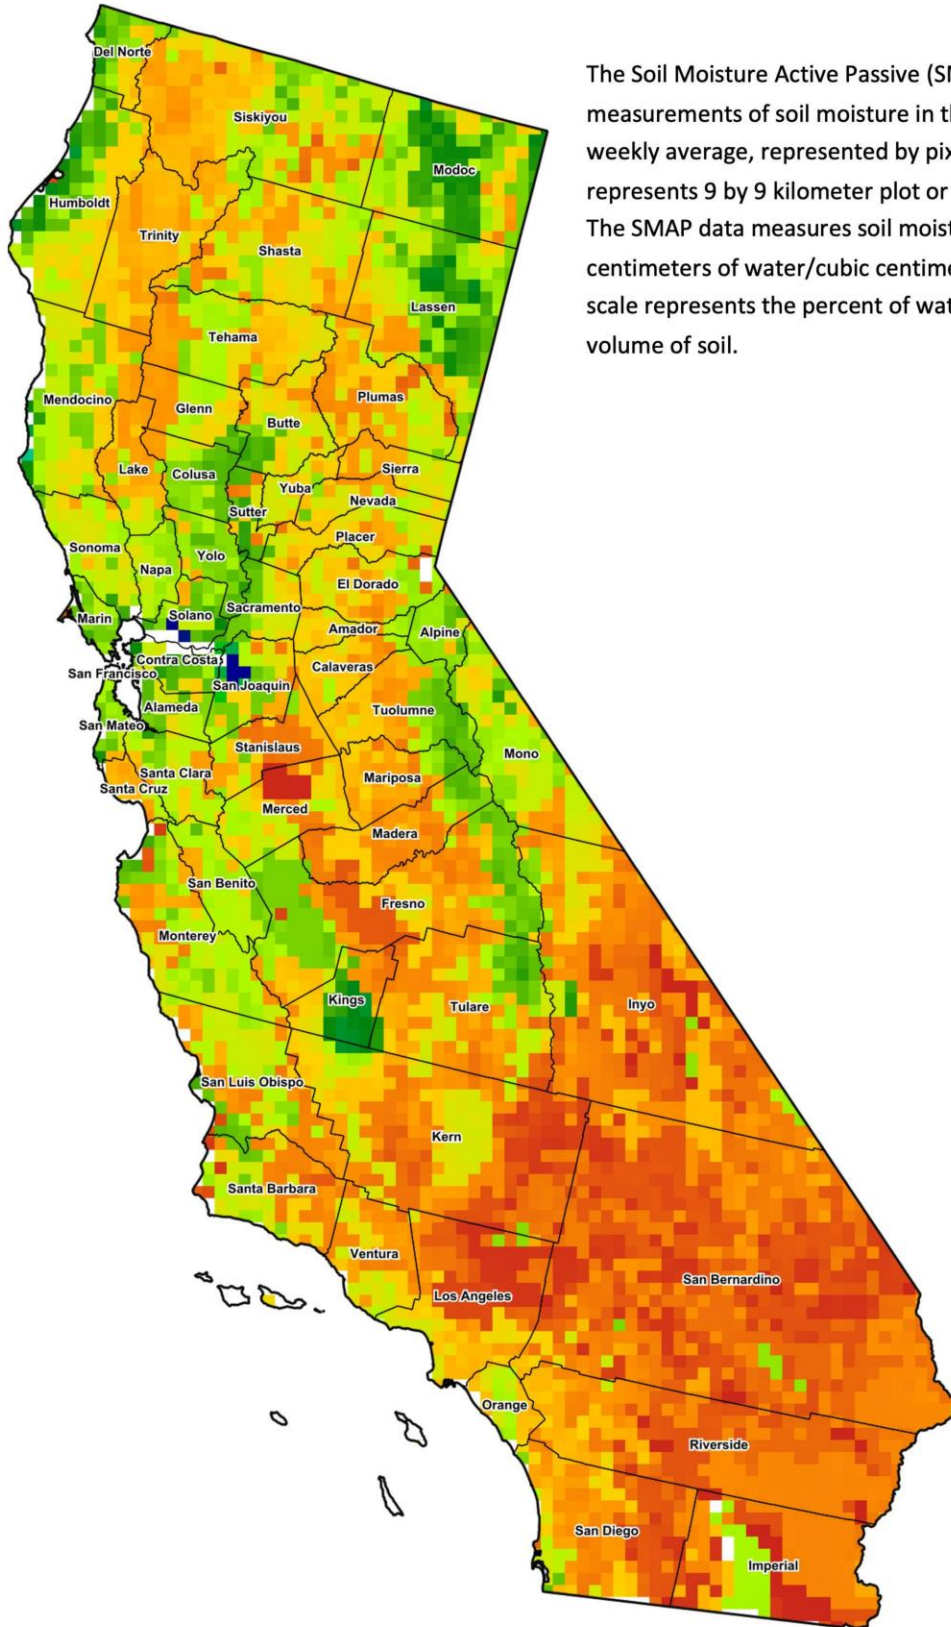 The Soil Moisture Active Passive (SM
measurements of soil moisture in th
weekly average, represented by pix
represents 9 by 9 kilometer plot or
The SMAP data measures soil moist
centimeters of water/cubic centime
scale represents the percent of wat
volume of soil.
Del Norte
Siskiyou
Modoc
Humboldt
Trinity
Shasta
Lassen
Tehama
Mendocino
Glenn
Butte
Plumas
Lake
Colusa
Yuba
Sierra
Nevada
Sutter
Placer
Sonoma
Napa
Yolo
El Dorado
Marin
Solano
Sacramento
Amador
Alpine
Contra Costa
San Francisco
San Joaquin
Calaveras
Alameda
Tuolumne
San Mateo
Stanislaus
Mono
Santa Clara
Santa Cruz
Mariposa
Merced
Madera
San Benito
Fresno
Monterey
Kings
Tulare
Inyo
San Luis Obispo
Kern
Santa Barbara
Ventura
San Bernardino
Los Angeles
Orange
Riverside
San Diego
Imperial